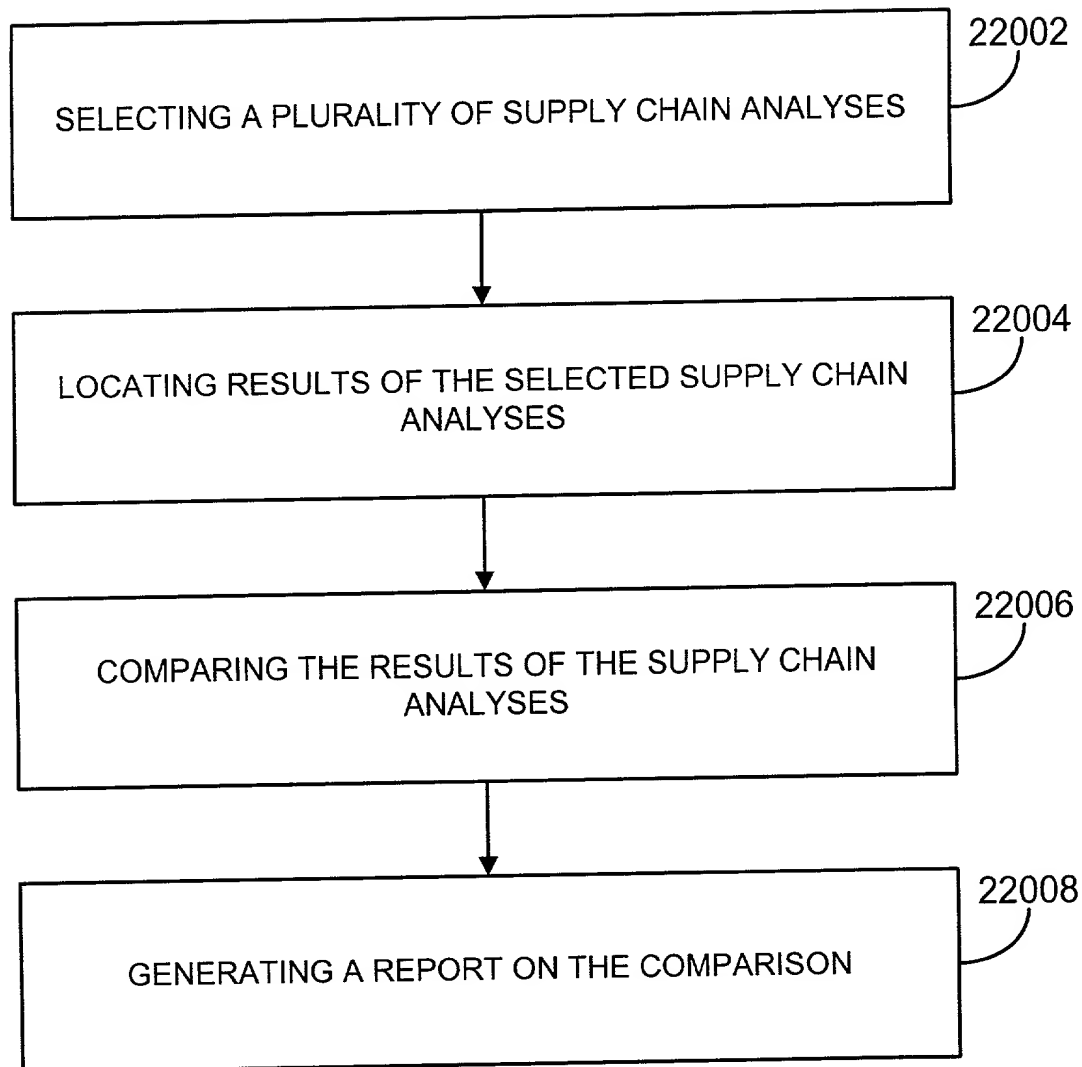 22002
SELECTING A PLURALITY OF SUPPLY CHAIN ANALYSES
22004
LOCATING RESULTS OF THE SELECTED SUPPLY CHAIN
ANALYSES
22006
COMPARING THE RESULTS OF THE SUPPLY CHAIN
ANALYSES
22008
GENERATING A REPORT ON THE COMPARISON